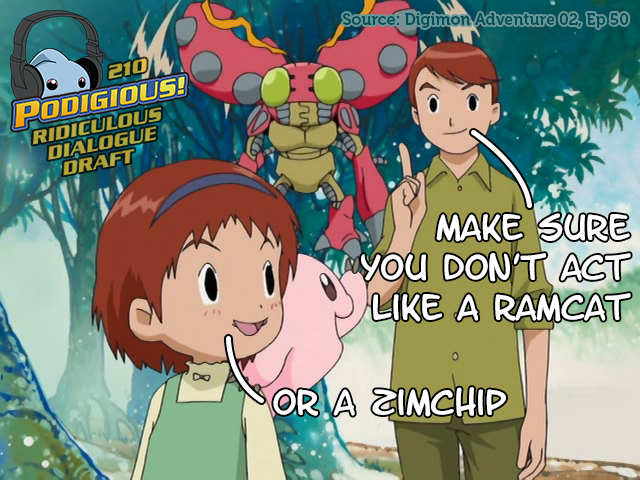 Source: Digimon Adventure 02, Ep 50
210
PODIGIOUS!
RIDICULOUS
DIALOGUE
DRAFT
MAKE SURE
YOU DON'T ACT
LIKE A RAMCAT
OR A ZIMCHIP